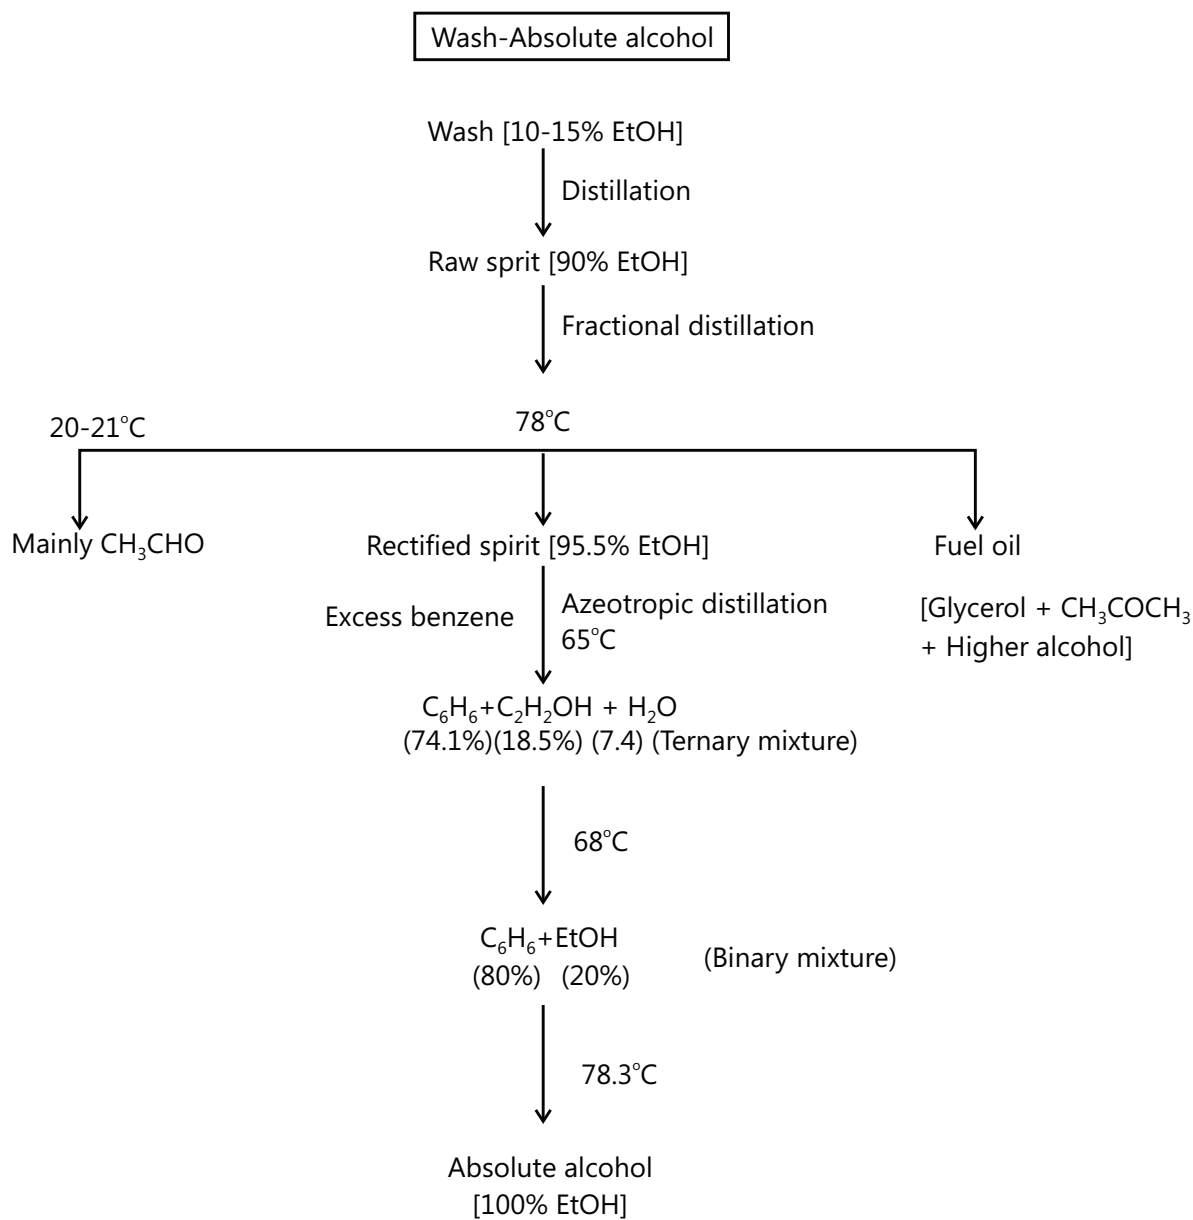 Wash-Absolute alcohol
Wash [10-15% EtOH]
Distillation
Raw sprit [90% EtOH]
Fractional distillation
20-21°C
78°C
Mainly CH₃CHO
Rectified spirit [95.5% EtOH]
Fuel oil
Excess benzene
Azeotropic distillation
65°C
[Glycerol + CH₃COCH₃
+ Higher alcohol]
C₆H₆+C₂H₂OH + H₂O
(74.1%)(18.5%) (7.4) (Ternary mixture)
68°C
C₆H₆+EtOH
(80%) (20%)
(Binary mixture)
78.3°C
Absolute alcohol
[100% EtOH]